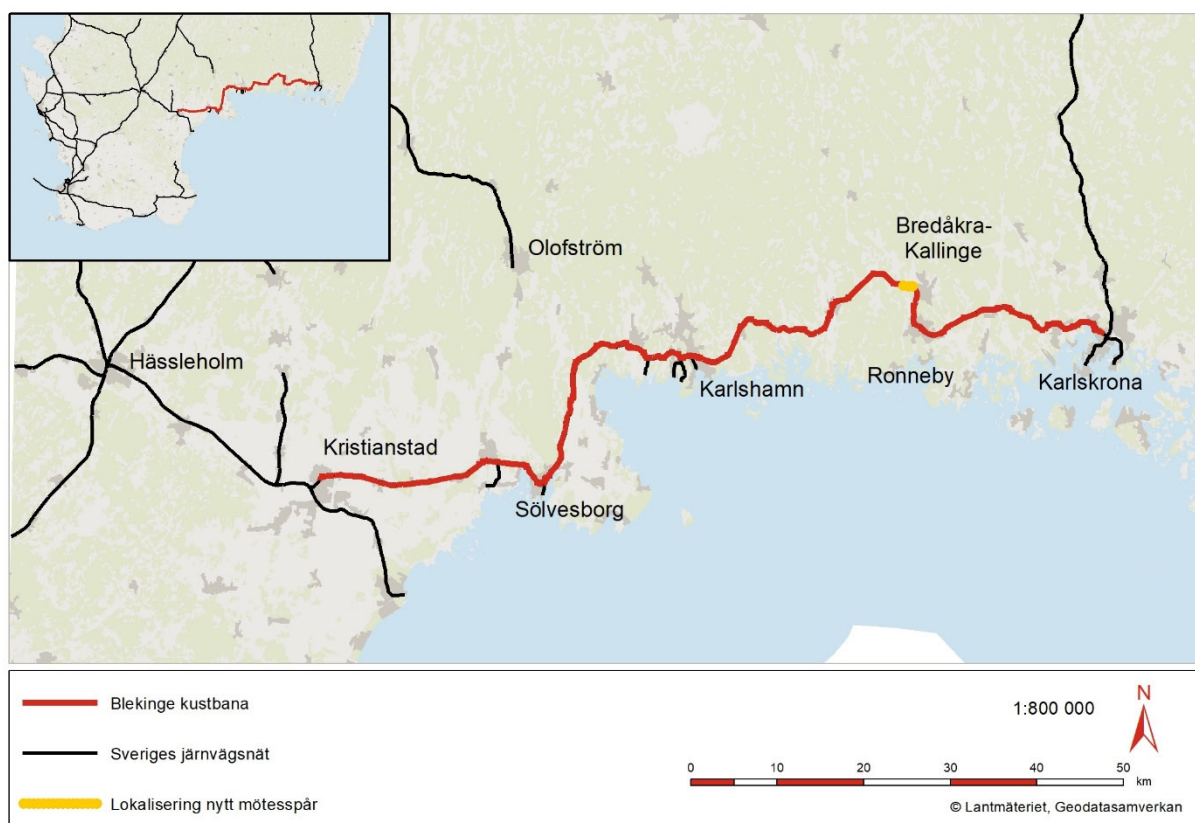 Bredåkra-
Kallinge
Olofström
Hässleholm
Karlshamn
Ronneby
Karlskrona
Kristianstad
Sölvesborg
Blekinge kustbana
Sveriges järnvägsnät
Lokalisering nytt mötesspår
1:800 000
N
0 10 20 30 40 50
km
© Lantmäteriet, Geodatasamverkan